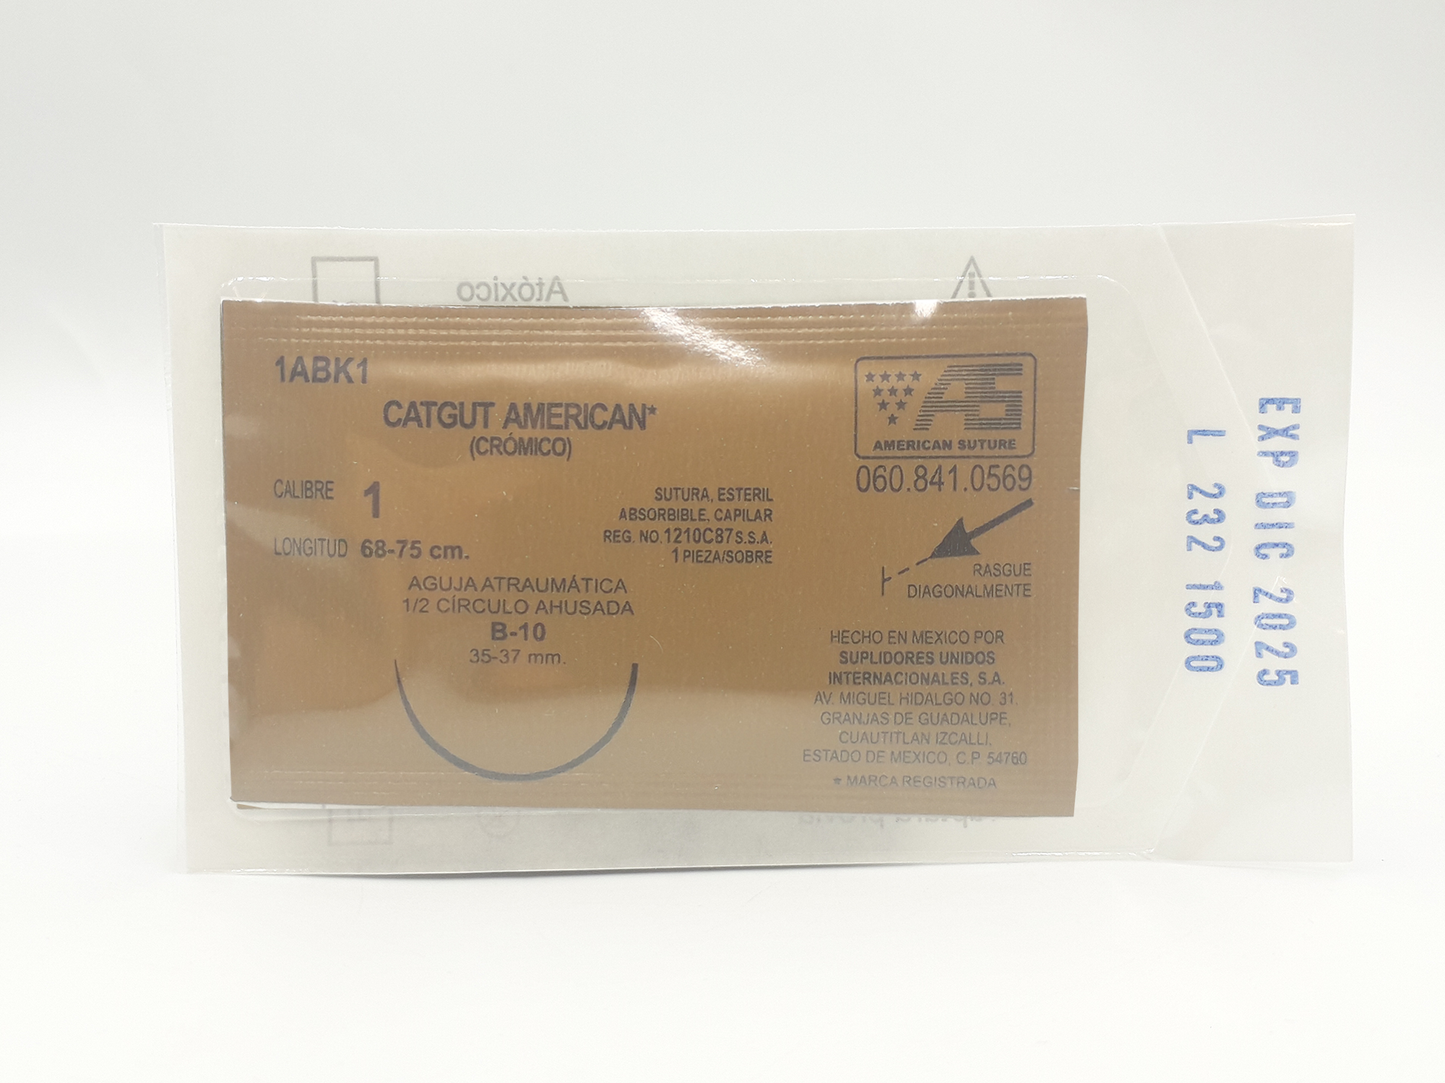 Atóxico
1ABK1
CATGUT AMERICAN*
(CRÓMICO)
CALIBRE 1
LONGITUD 68-75 cm.
SUTURA, ESTERIL
ABSORBIBLE, CAPILAR
REG. NO.1210C87S.S.A.
1 PIEZA/SOBRE
AGUJA ATRAUMÁTICA
1/2 CÍRCULO AHUSADA
B-10
35-37 mm.
AS
AMERICAN SUTURE
060.841.0569
RASGUE
DIAGONALMENTE
HECHO EN MEXICO POR
SUPLIDORES UNIDOS
INTERNACIONALES, S.A.
AV. MIGUEL HIDALGO NO. 31.
GRANJAS DE GUADALUPE,
CUAUTITLAN IZCALLI.
ESTADO DE MEXICO, C.P 54760
* MARCA REGISTRADA
EXP DIC 2025
L 232 1500